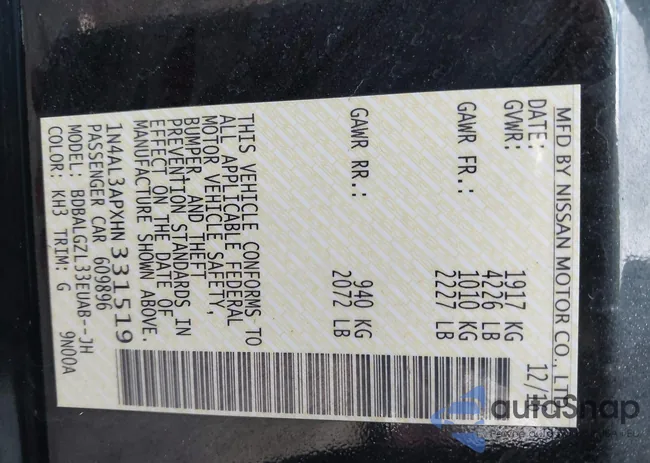 MFD BY NISSAN MOTOR CO., LT
DATE: 12/
GVWR: 1917 KG
4226 LB
GAWR FR.: 1010 KG
2227 LB
GAWR RR.: 940 KG
2072 LB
THIS VEHICLE CONFORMS TO
ALL APPLICABLE FEDERAL
MOTOR VEHICLE SAFETY,
BUMPER, AND THEFT
PREVENTION STANDARDS IN
EFFECT ON THE DATE OF
MANUFACTURE SHOWN ABOVE.
1N4AL3APXHN331519
PASSENGER CAR 609896
MODEL: BDBALGZL33EUAB--JH
COLOR: KH3 TRIM: G 9N00A
autoSnap